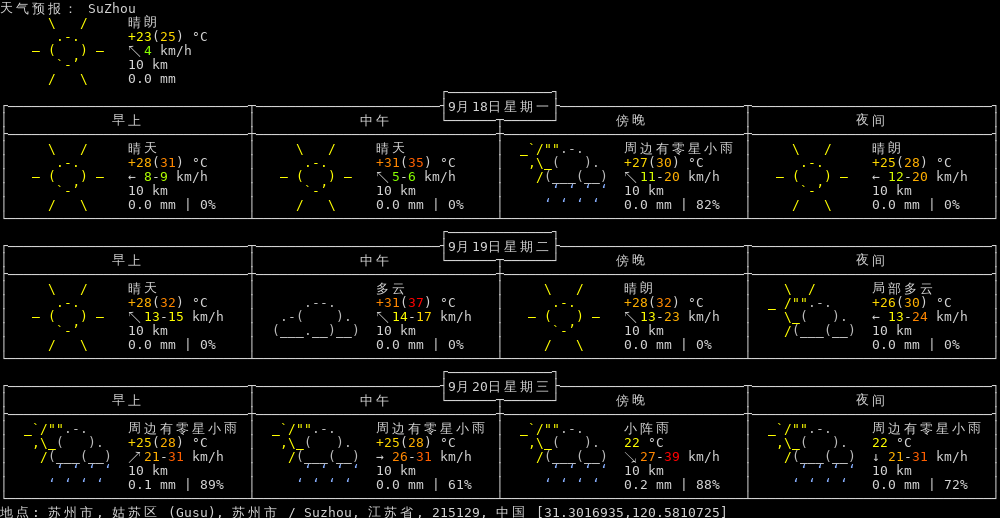 天气预报: SuZhou
晴朗
+23(25) °C
↖ 4 km/h
10 km
0.0 mm
9月18日星期一
早上 中午 傍晚 夜间
晴天 晴天 周边有零星小雨 晴朗
+28(31) °C +31(35) °C +27(30) °C +25(28) °C
← 8-9 km/h ↖ 5-6 km/h ↖ 11-20 km/h ← 12-20 km/h
10 km 10 km 10 km 10 km
0.0 mm | 0% 0.0 mm | 0% 0.0 mm | 82% 0.0 mm | 0%
9月19日星期二
早上 中午 傍晚 夜间
晴天 多云 晴朗 局部多云
+28(32) °C +31(37) °C +28(32) °C +26(30) °C
↖ 13-15 km/h ↖ 14-17 km/h ↖ 13-23 km/h ← 13-24 km/h
10 km 10 km 10 km 10 km
0.0 mm | 0% 0.0 mm | 0% 0.0 mm | 0% 0.0 mm | 0%
9月20日星期三
早上 中午 傍晚 夜间
周边有零星小雨 周边有零星小雨 小阵雨 周边有零星小雨
+25(28) °C +25(28) °C 22 °C 22 °C
↗ 21-31 km/h → 26-31 km/h ↘ 27-39 km/h ↓ 21-31 km/h
10 km 10 km 10 km 10 km
0.1 mm | 89% 0.0 mm | 61% 0.2 mm | 88% 0.0 mm | 72%
地点: 苏州市, 姑苏区 (Gusu), 苏州市 / Suzhou, 江苏省, 215129, 中国 [31.3016935,120.5810725]